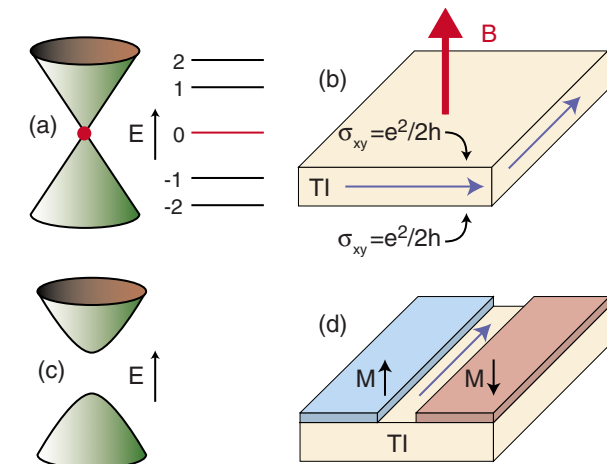 (a)
E
2
1
0
-1
-2
(b)
B
σxy=e²/2h
TI
σxy=e²/2h
(c)
E
(d)
M
M
TI